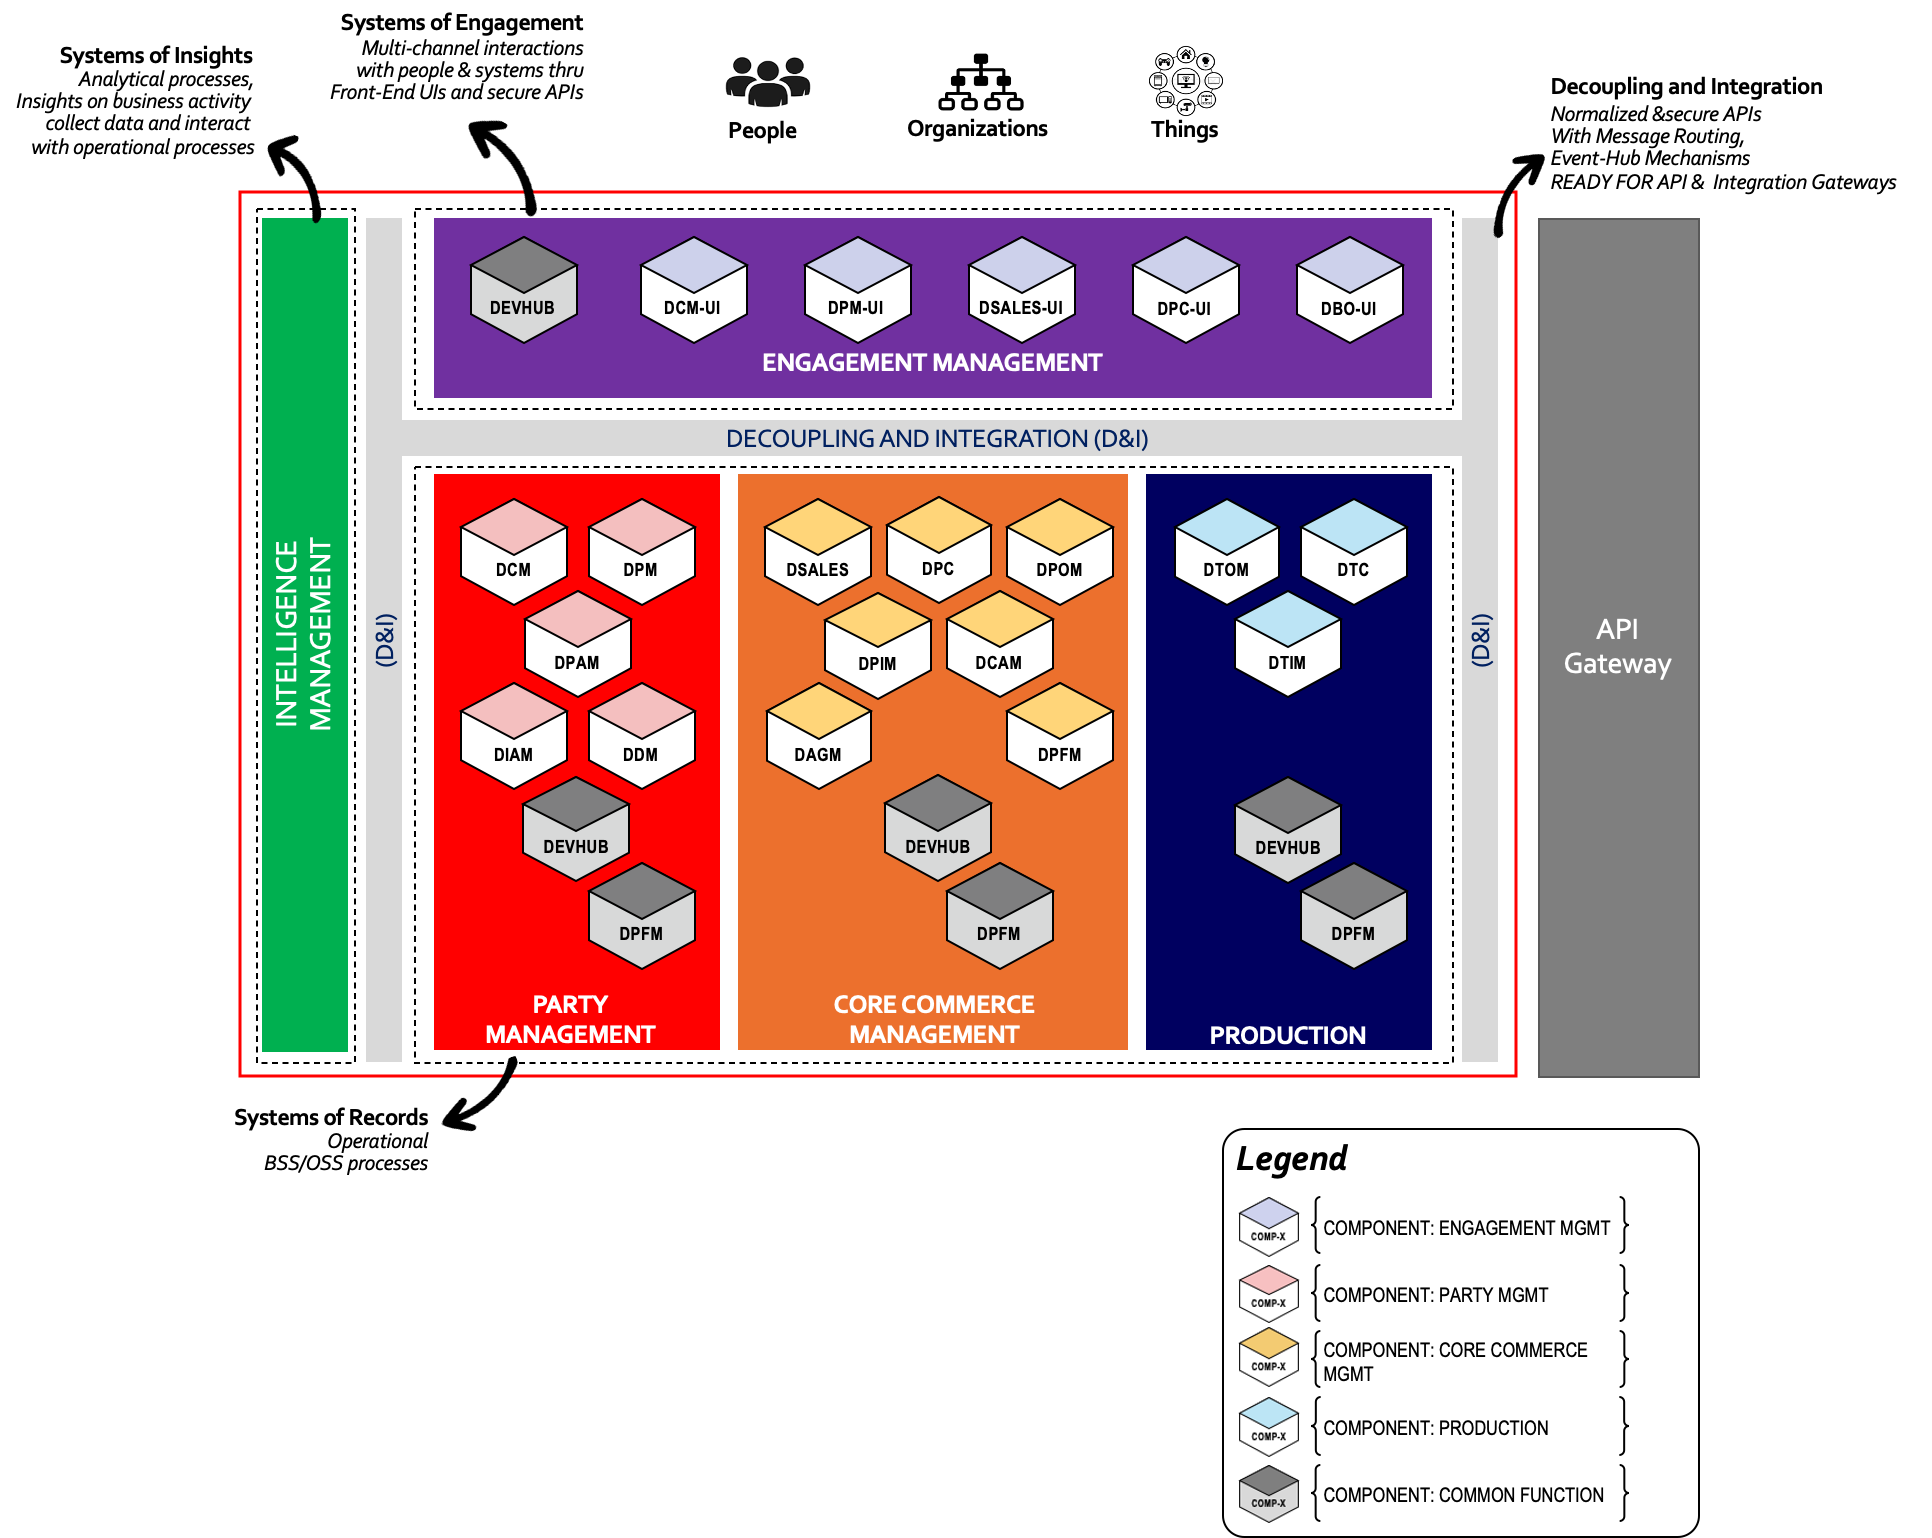 Systems of Engagement
Multi-channel interactions
with people & systems thru
Front-End UIs and secure APIs
Systems of Insights
Analytical processes,
Insights on business activity
collect data and interact
with operational processes
People
Organizations
Things
Decoupling and Integration
Normalized &secure APIs
With Message Routing,
Event-Hub Mechanisms
READY FOR API & Integration Gateways
INTELLIGENCE
MANAGEMENT
(D&I)
DEVHUB
DCM-UI
DPM-UI
DSALES-UI
DPC-UI
DBO-UI
ENGAGEMENT MANAGEMENT
DECOUPLING AND INTEGRATION (D&I)
DCM
DPM
DPAM
DIAM
DDM
DEVHUB
DPFM
PARTY
MANAGEMENT
DSALES
DPC
DPOM
DPIM
DCAM
DAGM
DPFM
DEVHUB
DPFM
CORE COMMERCE
MANAGEMENT
DTOM
DTC
DTIM
DEVHUB
DPFM
PRODUCTION
(D&I)
API
Gateway
Systems of Records
Operational
BSS/OSS processes
Legend
COMP-X
COMPONENT: ENGAGEMENT MGMT
COMP-X
COMPONENT: PARTY MGMT
COMP-X
COMPONENT: CORE COMMERCE
MGMT
COMP-X
COMPONENT: PRODUCTION
COMP-X
COMPONENT: COMMON FUNCTION